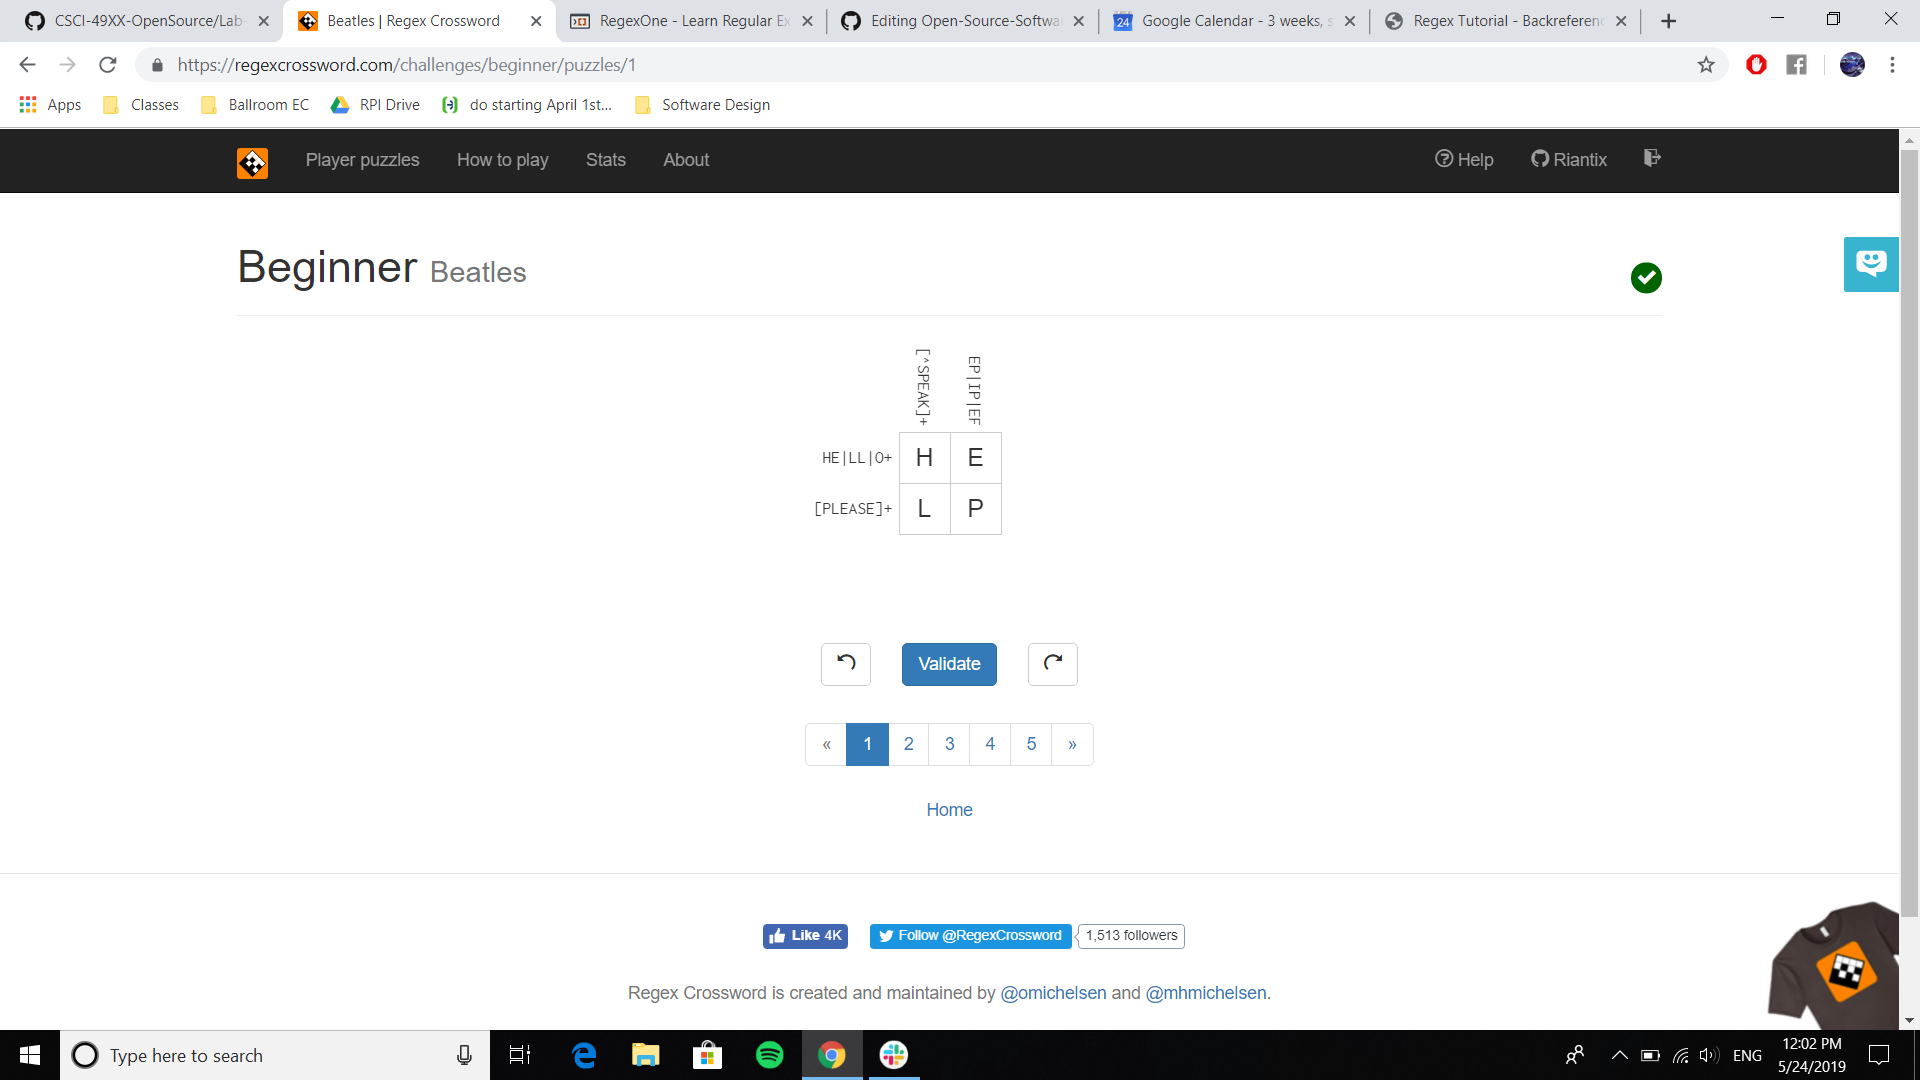 CSCI-49XX-OpenSource/Lab-
Beatles | Regex Crossword
RegexOne - Learn Regular Ex
Editing Open-Source-Softwa
24
Google Calendar - 3 weeks, s
Regex Tutorial - Backreferenc
https://regexcrossword.com/challenges/beginner/puzzles/1
Apps
Classes
Ballroom EC
RPI Drive
do starting April 1st...
Software Design
Player puzzles
How to play
Stats
About
Help
Riantix
Beginner Beatles
[^SPEAK]+
EP|IP|EF
HE|LL|O+
H E
[PLEASE]+
L P
Validate
« 1 2 3 4 5 »
Home
Like 4K
Follow @RegexCrossword
1,513 followers
Regex Crossword is created and maintained by @omichelsen and @mhmichelsen.
Type here to search
ENG
12:02 PM
5/24/2019